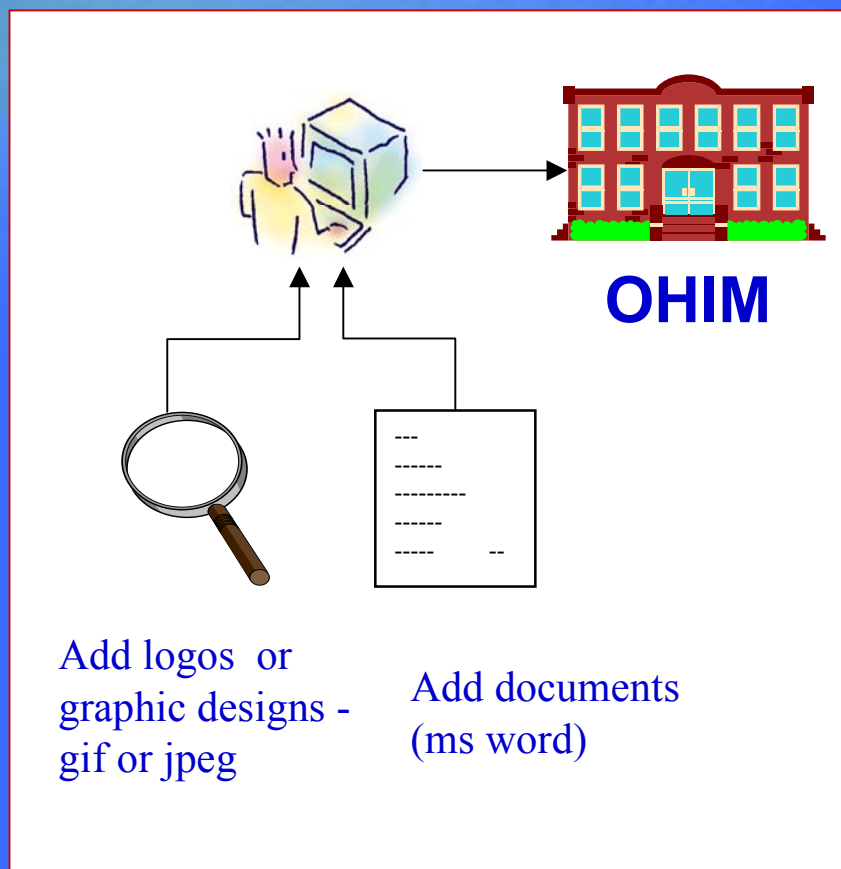 OHIM
Add logos  or
graphic designs -
gif or jpeg
Add documents
(ms word)